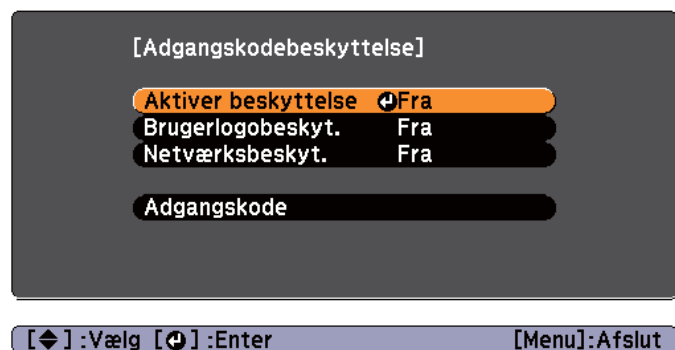 [Adgangskodebeskyttelse]
Aktiver beskyttelse Fra
Brugerlogobeskyt. Fra
Netværksbeskyt. Fra
Adgangskode
[◆]:Vælg [⏎]:Enter [Menu]:Afslut